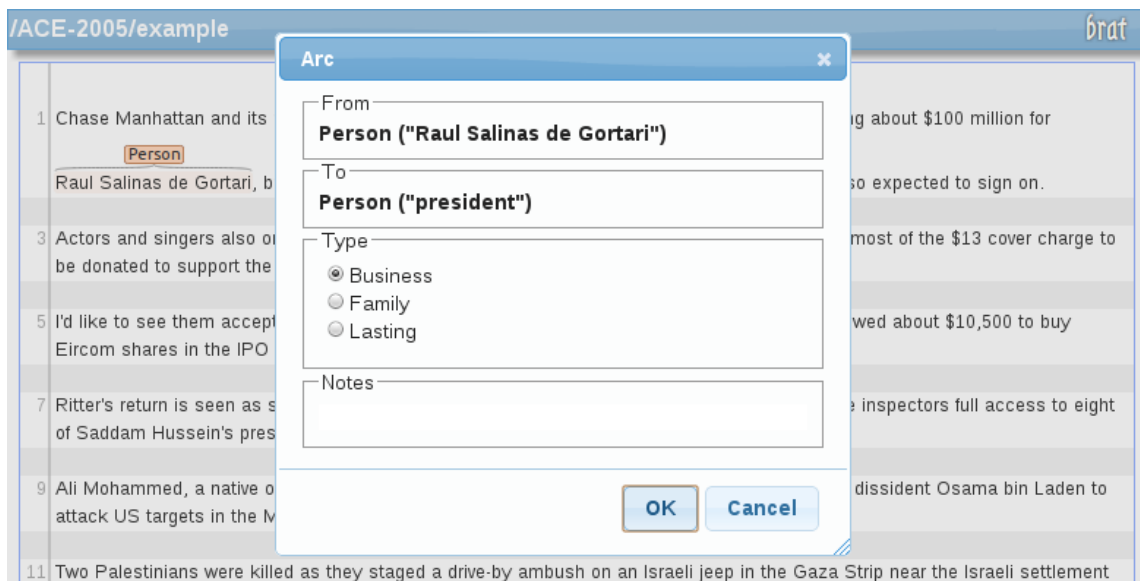 /ACE-2005/example
brat
Arc
From
Person ("Raul Salinas de Gortari")
To
Person ("president")
Type
Business
Family
Lasting
Notes
OK
Cancel
1 Chase Manhattan and its g about $100 million for
Person
Raul Salinas de Gortari, b so expected to sign on.
3 Actors and singers also most of the $13 cover charge to
be donated to support the
5 I'd like to see them accept wed about $10,500 to buy
Eircom shares in the IPO
7 Ritter's return is seen as s inspectors full access to eight
of Saddam Hussein's pres
9 Ali Mohammed, a native o dissident Osama bin Laden to
attack US targets in the M
11 Two Palestinians were killed as they staged a drive-by ambush on an Israeli jeep in the Gaza Strip near the Israeli settlement